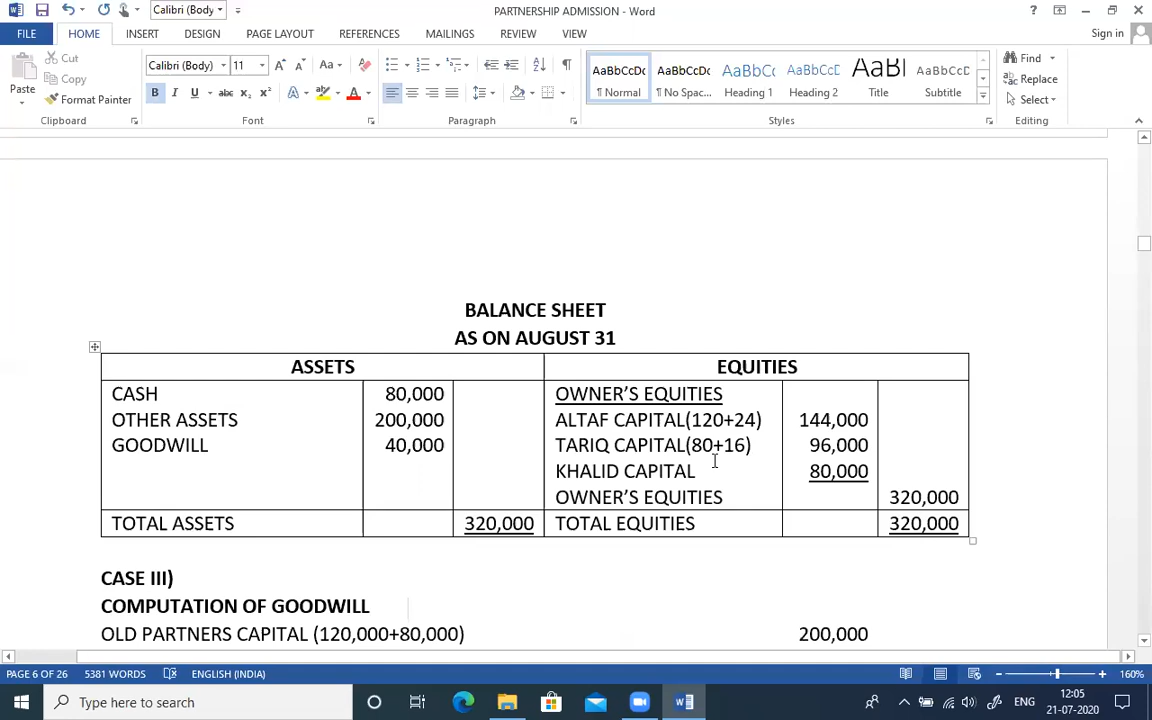 Calibri (Body
PARTNERSHIP ADMISSION - Word
FILE HOME INSERT DESIGN PAGE LAYOUT REFERENCES MAILINGS REVIEW VIEW Sign in
Paste
Cut
Copy
Format Painter
Clipboard
Calibri (Body 11
Font
Paragraph
AaBbCcDc AaBbCcDc AaBbCc AaBbCcC AaBl AaBbCcD
¶ Normal ¶ No Spac... Heading 1 Heading 2 Title Subtitle
Styles
Find
Replace
Select
Editing
BALANCE SHEET
AS ON AUGUST 31
ASSETS EQUITIES
CASH 80,000 OWNER'S EQUITIES
OTHER ASSETS 200,000 ALTAF CAPITAL(120+24) 144,000
GOODWILL 40,000 TARIQ CAPITAL(80+16) 96,000
KHALID CAPITAL 80,000
OWNER'S EQUITIES 320,000
TOTAL ASSETS 320,000 TOTAL EQUITIES 320,000
CASE III)
COMPUTATION OF GOODWILL
OLD PARTNERS CAPITAL (120,000+80,000) 200,000
PAGE 6 OF 26 5381 WORDS ENGLISH (INDIA) 160%
Type here to search
ENG
12:05
21-07-2020